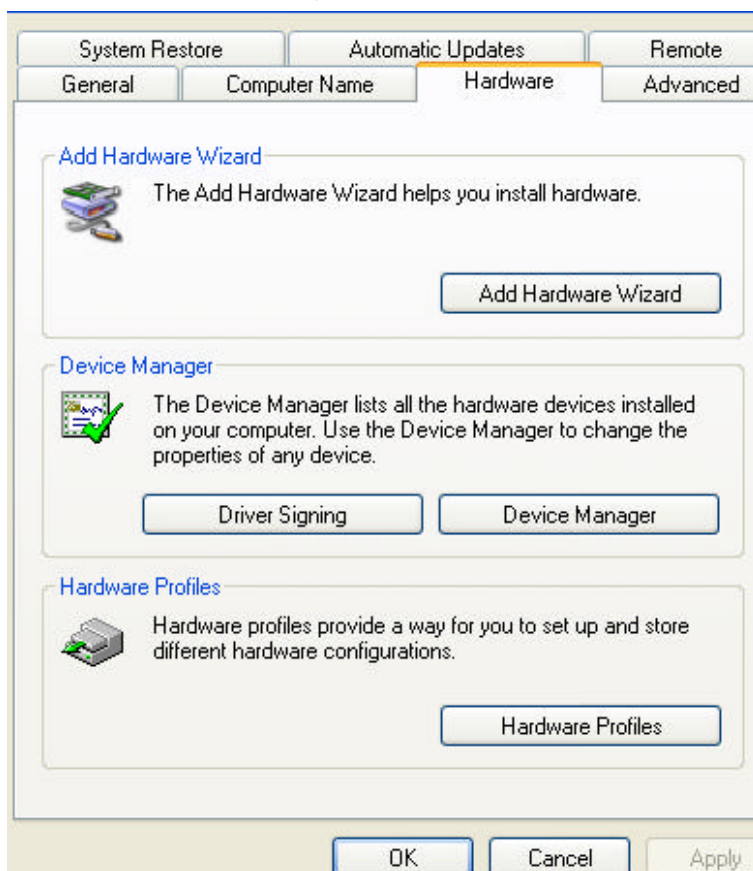 System Restore Automatic Updates Remote
General Computer Name Hardware Advanced
Add Hardware Wizard
The Add Hardware Wizard helps you install hardware.
Add Hardware Wizard
Device Manager
The Device Manager lists all the hardware devices installed
on your computer. Use the Device Manager to change the
properties of any device.
Driver Signing Device Manager
Hardware Profiles
Hardware profiles provide a way for you to set up and store
different hardware configurations.
Hardware Profiles
OK Cancel Apply